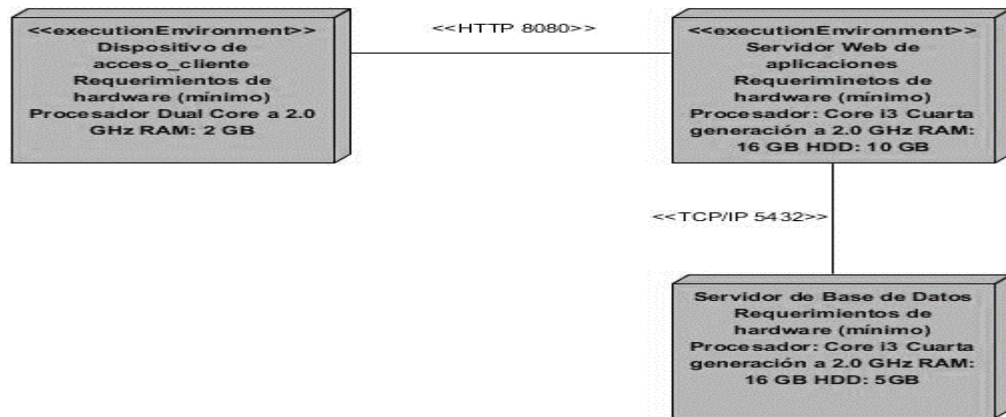 <<executionEnvironment>>
Dispositivo de
acceso_cliente
Requerimientos de
hardware (mínimo)
Procesador Dual Core a 2.0
GHz RAM: 2 GB
<<HTTP 8080>>
<<executionEnvironment>>
Servidor Web de
aplicaciones
Requeriminetos de
hardware (mínimo)
Procesador: Core i3 Cuarta
generación a 2.0 GHz RAM:
16 GB HDD: 10 GB
<<TCP/IP 5432>>
Servidor de Base de Datos
Requerimientos de
hardware (mínimo)
Procesador: Core i3 Cuarta
generación a 2.0 GHz RAM:
16 GB HDD: 5GB